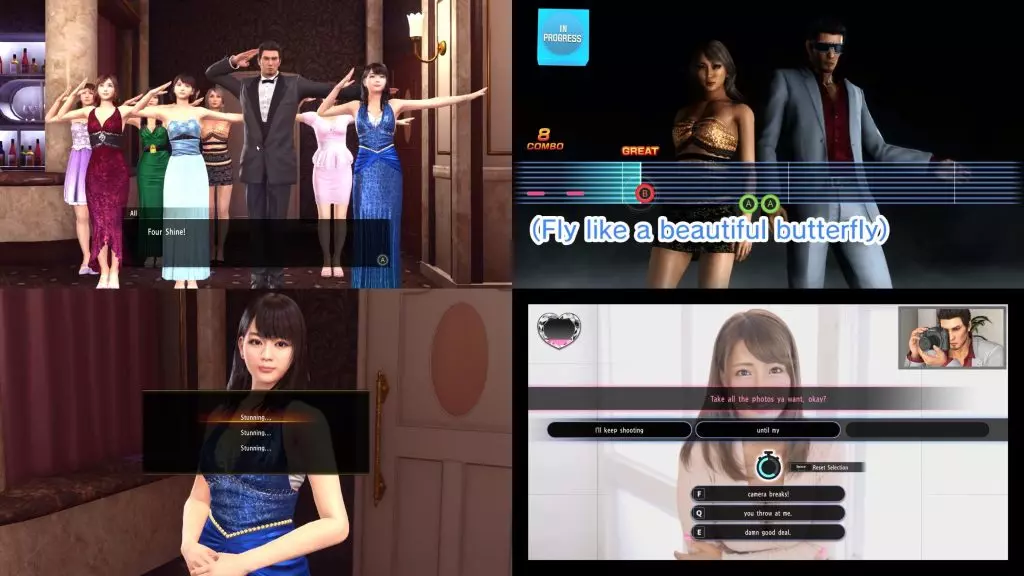 All
Four Shine!
A
IN
PROGRESS
8
COMBO
GREAT
B
A A
(Fly like a beautiful butterfly)
Stunning...
Stunning...
Stunning...
Take all the photos ya want, okay?
I'll keep shooting until my
Reset Selection
F camera breaks!
Q you throw at me.
E damn good deal.